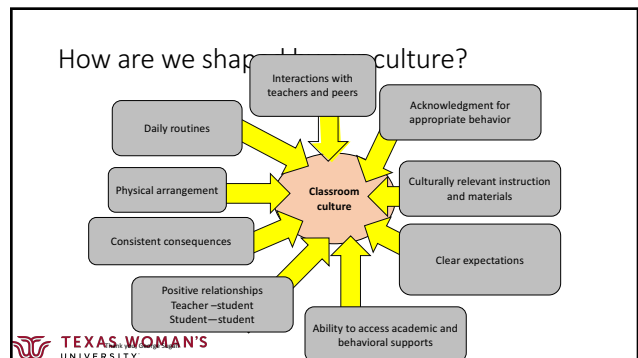 How are we shap
culture?
Interactions with
teachers and peers
Acknowledgment for
appropriate behavior
Daily routines
Physical arrangement
Classroom
culture
Culturally relevant instruction
and materials
Consistent consequences
Clear expectations
Positive relationships
Teacher –student
Student—student
Ability to access academic and
behavioral supports
TEXAS WOMAN'S
UNIVERSITY
Thank you